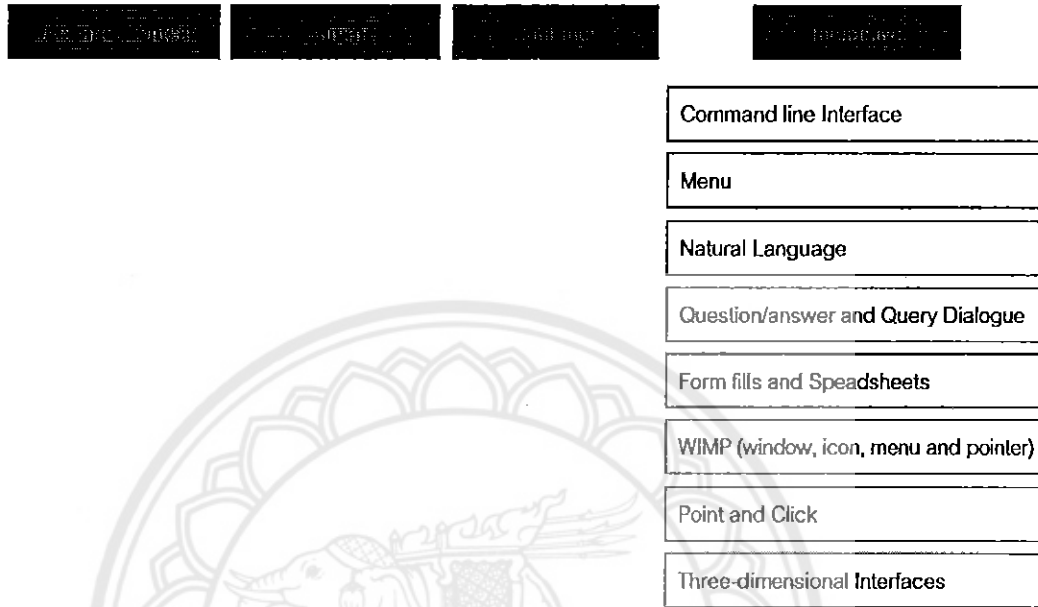 Command line Interface
Menu
Natural Language
Question/answer and Query Dialogue
Form fills and Speadsheets
WIMP (window, icon, menu and pointer)
Point and Click
Three-dimensional Interfaces